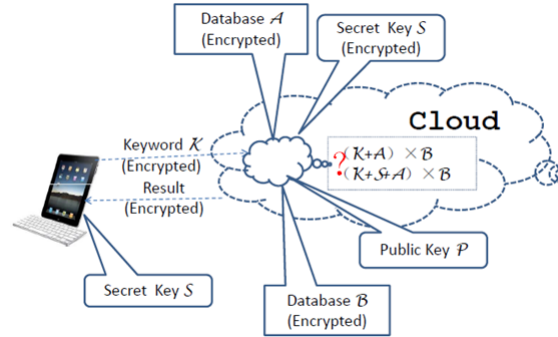 Database A
(Encrypted)
Secret Key S
(Encrypted)
Cloud
Keyword K
(Encrypted)
Result
(Encrypted)
?
(K+A) ×B
(K+S+A) ×B
Public Key P
Secret Key S
Database B
(Encrypted)